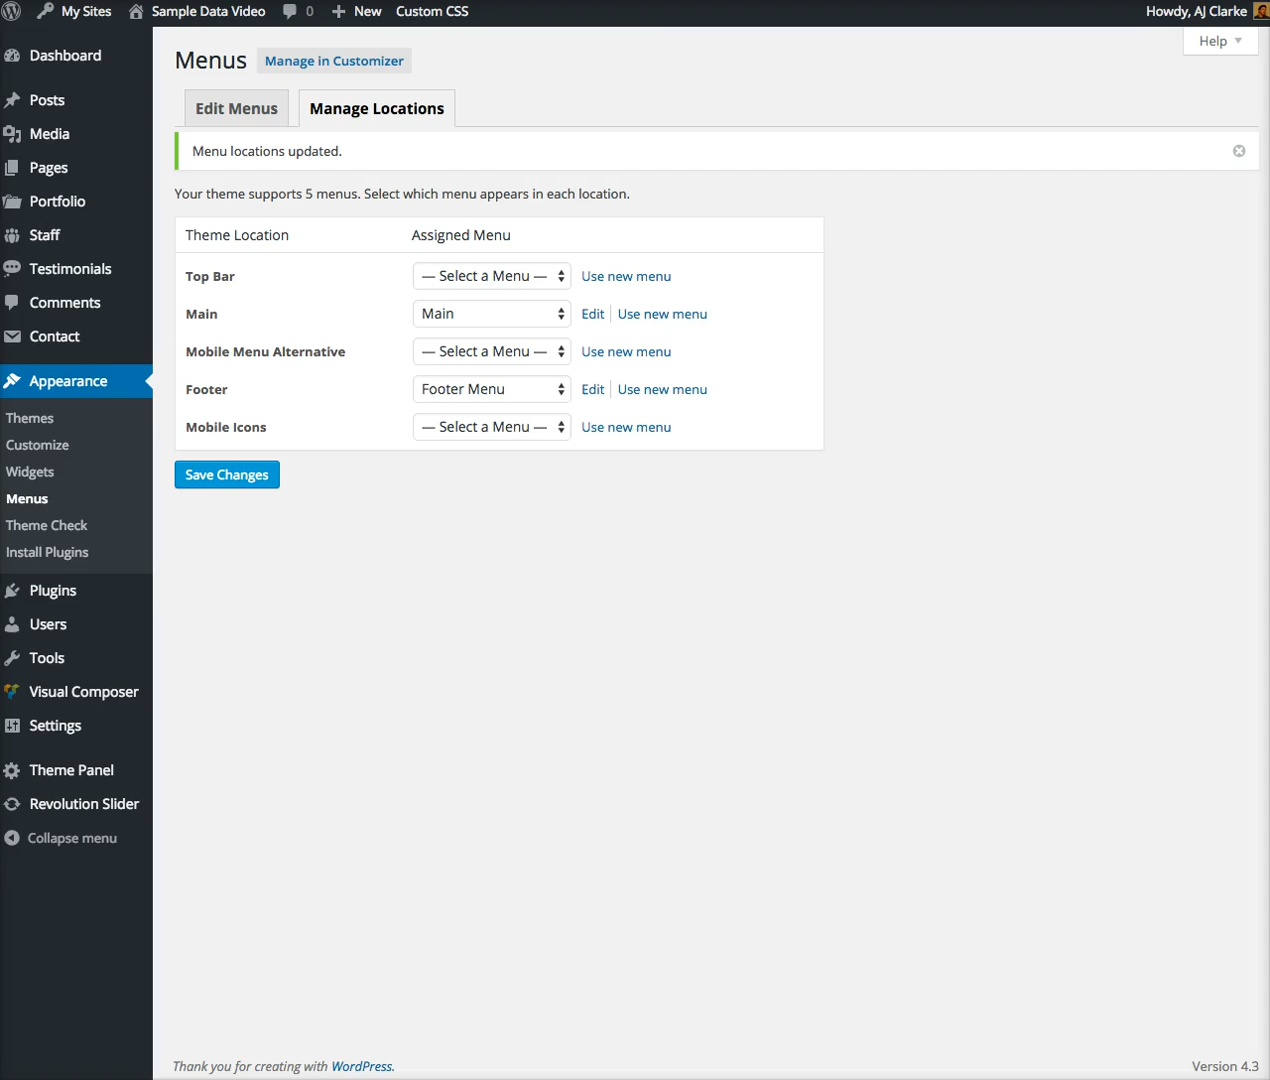 My Sites Sample Data Video 0 New Custom CSS Howdy, AJ Clarke
Help
Dashboard
Posts
Media
Pages
Portfolio
Staff
Testimonials
Comments
Contact
Appearance
Themes
Customize
Widgets
Menus
Theme Check
Install Plugins
Plugins
Users
Tools
Visual Composer
Settings
Theme Panel
Revolution Slider
Collapse menu
Menus Manage in Customizer
Edit Menus Manage Locations
Menu locations updated.
Your theme supports 5 menus. Select which menu appears in each location.
Theme Location Assigned Menu
Top Bar — Select a Menu — Use new menu
Main Main Edit Use new menu
Mobile Menu Alternative — Select a Menu — Use new menu
Footer Footer Menu Edit Use new menu
Mobile Icons — Select a Menu — Use new menu
Save Changes
Thank you for creating with WordPress. Version 4.3